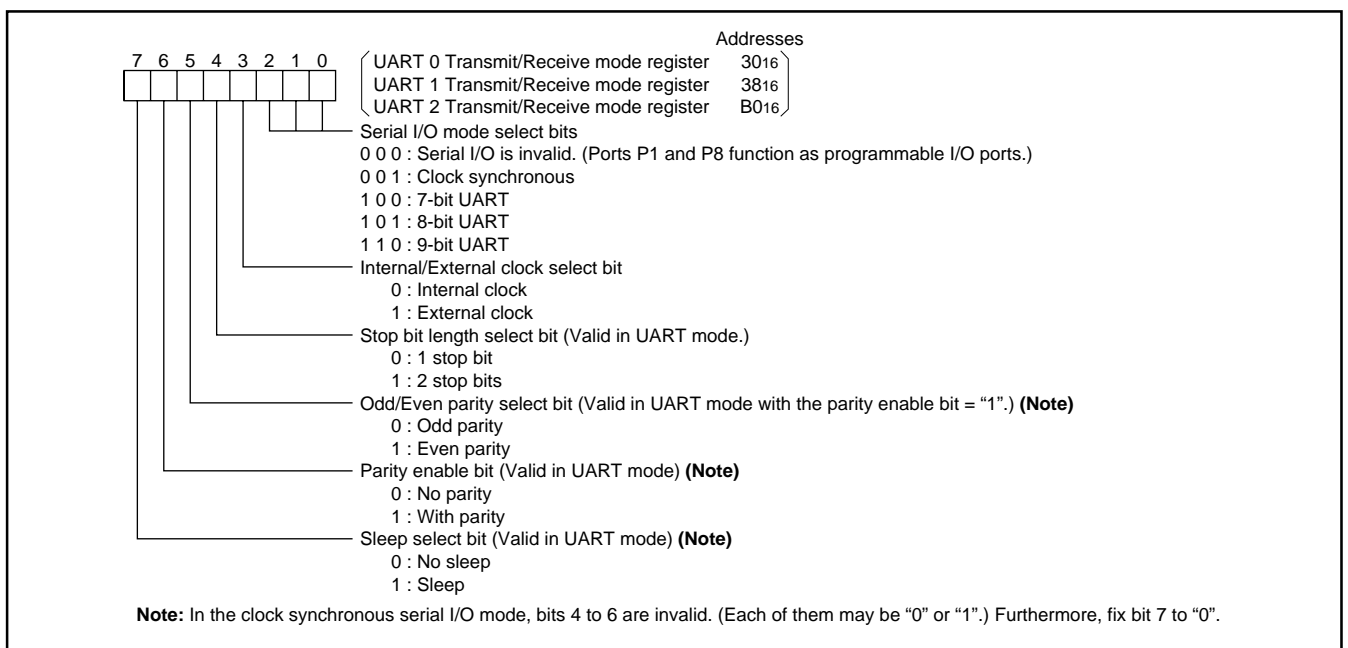 Addresses
7 6 5 4 3 2 1 0
UART 0 Transmit/Receive mode register 3016
UART 1 Transmit/Receive mode register 3816
UART 2 Transmit/Receive mode register B016
Serial I/O mode select bits
0 0 0 : Serial I/O is invalid. (Ports P1 and P8 function as programmable I/O ports.)
0 0 1 : Clock synchronous
1 0 0 : 7-bit UART
1 0 1 : 8-bit UART
1 1 0 : 9-bit UART
Internal/External clock select bit
0 : Internal clock
1 : External clock
Stop bit length select bit (Valid in UART mode.)
0 : 1 stop bit
1 : 2 stop bits
Odd/Even parity select bit (Valid in UART mode with the parity enable bit = “1”.) (Note)
0 : Odd parity
1 : Even parity
Parity enable bit (Valid in UART mode) (Note)
0 : No parity
1 : With parity
Sleep select bit (Valid in UART mode) (Note)
0 : No sleep
1 : Sleep
Note: In the clock synchronous serial I/O mode, bits 4 to 6 are invalid. (Each of them may be “0” or “1”.) Furthermore, fix bit 7 to “0”.